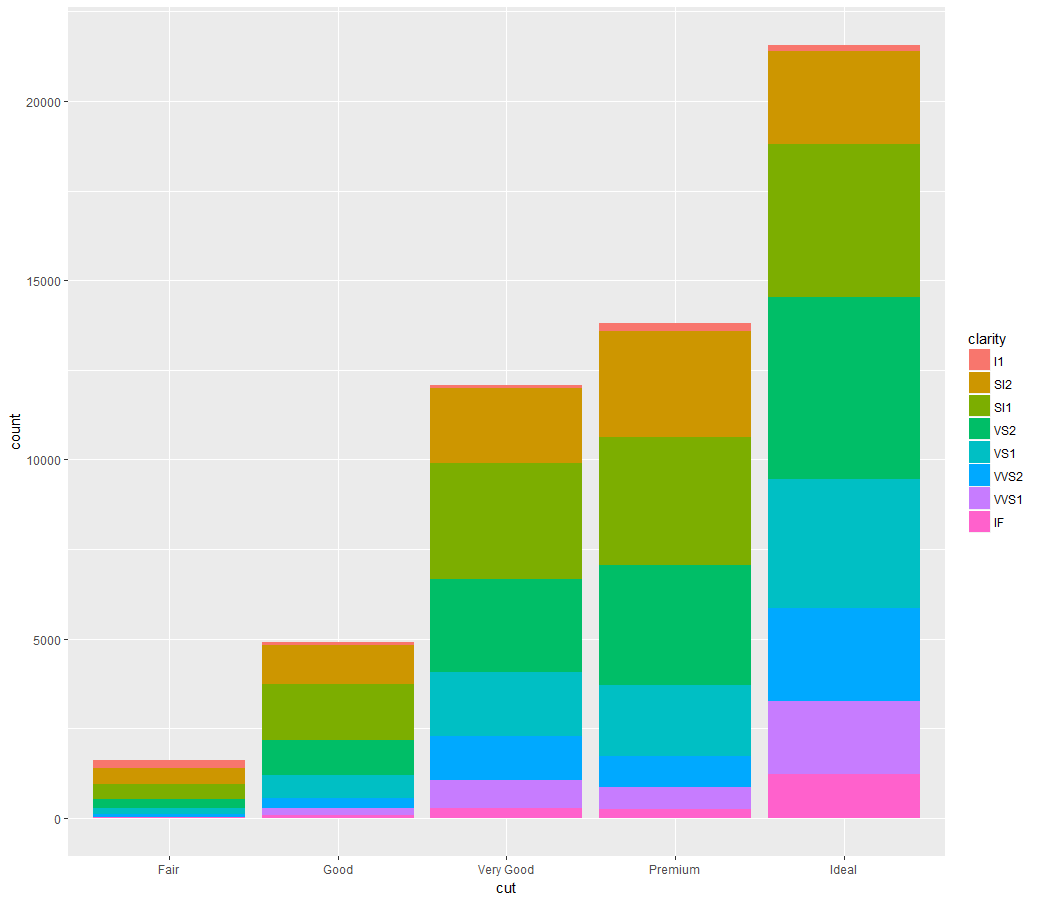 20000
15000
10000
5000
0
count
Fair Good Very Good Premium Ideal
cut
clarity
I1
SI2
SI1
VS2
VS1
VVS2
VVS1
IF